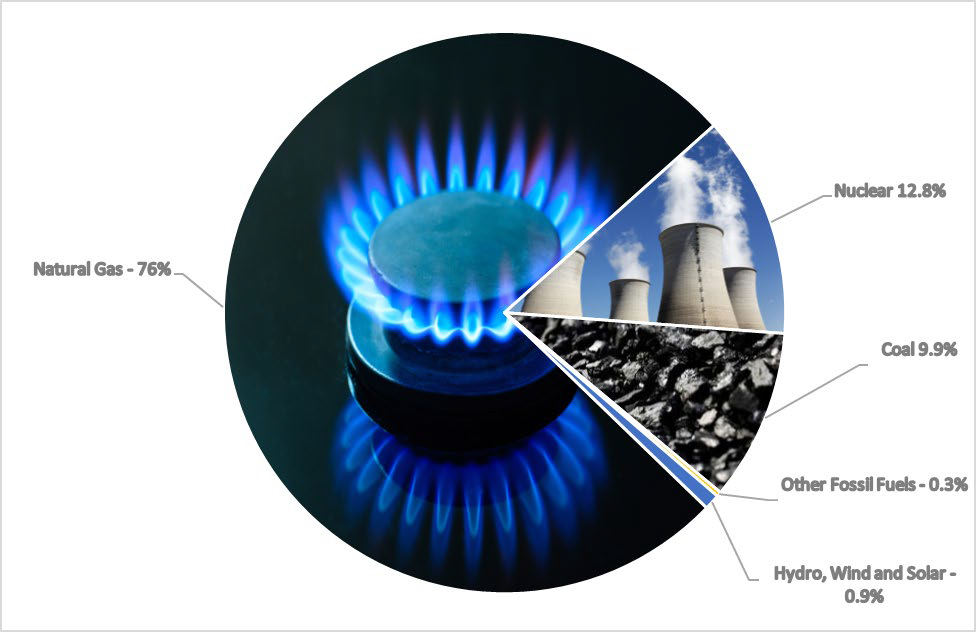 Nuclear 12.8%
Natural Gas - 76%
Coal 9.9%
Other Fossil Fuels - 0.3%
Hydro, Wind and Solar -
0.9%